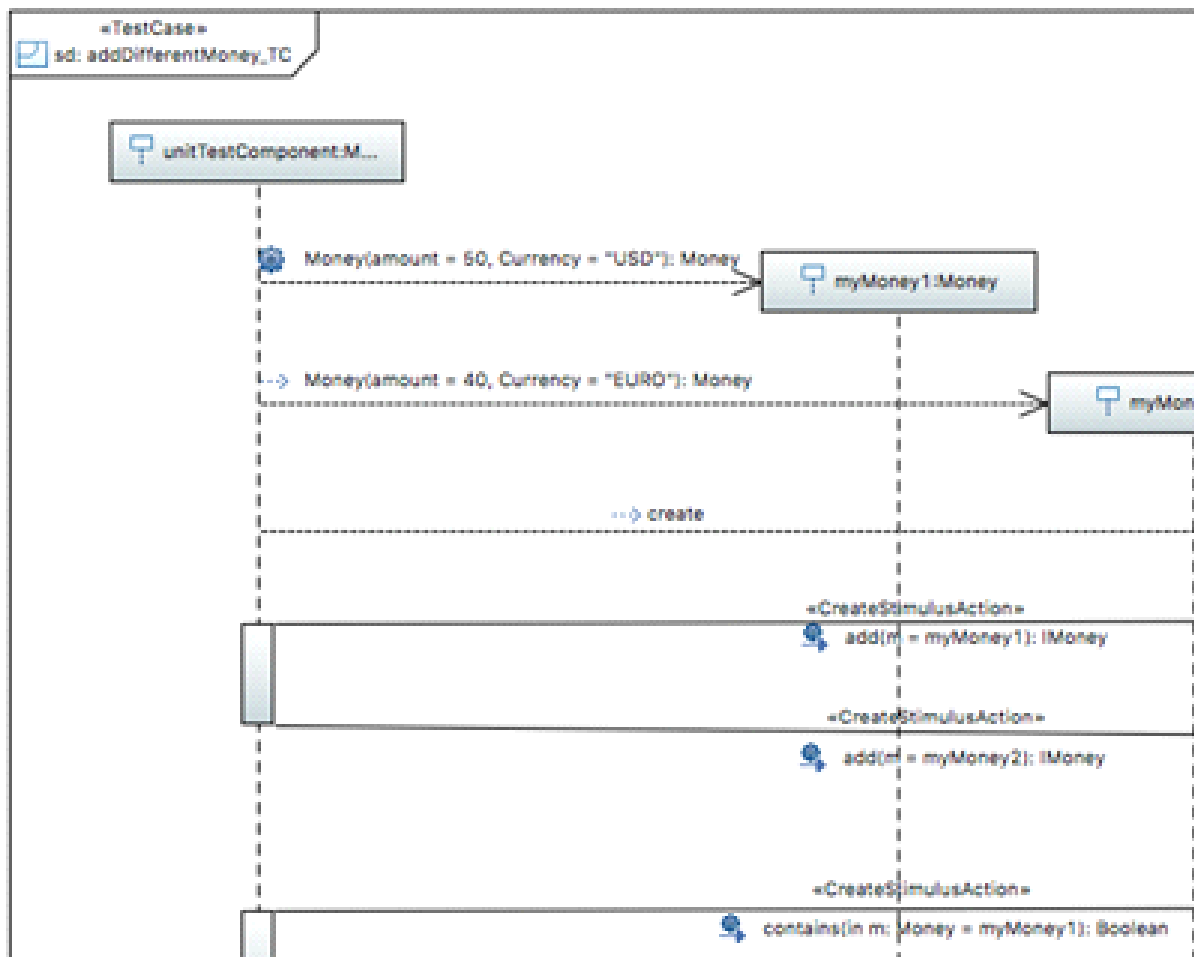 «TestCase»
sd: addDifferentMoney_TC
unitTestComponent:M...
Money(amount = 50, Currency = "USD"): Money
myMoney1:Money
Money(amount = 40, Currency = "EURO"): Money
myMon
create
«CreateStimulusAction»
add(m = myMoney1): IMoney
«CreateStimulusAction»
add(m = myMoney2): IMoney
«CreateStimulusAction»
contains(in m: Money = myMoney1): Boolean